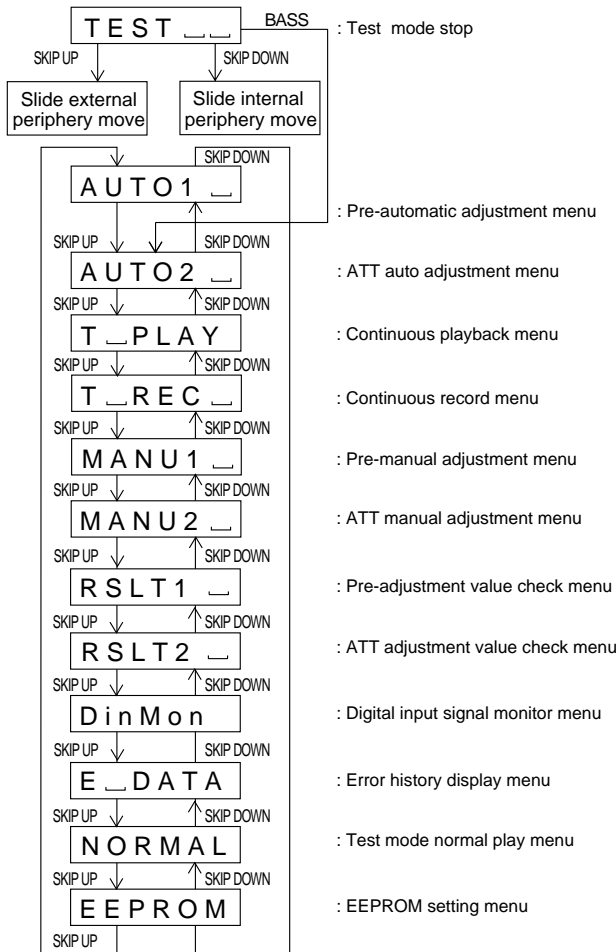 TEST ⎵⎵ BASS : Test mode stop
SKIP UP SKIP DOWN
Slide external periphery move
Slide internal periphery move
SKIP DOWN
AUTO1 ⎵ : Pre-automatic adjustment menu
SKIP UP SKIP DOWN
AUTO2 ⎵ : ATT auto adjustment menu
SKIP UP SKIP DOWN
T⎵PLAY : Continuous playback menu
SKIP UP SKIP DOWN
T⎵REC⎵ : Continuous record menu
SKIP UP SKIP DOWN
MANU1 ⎵ : Pre-manual adjustment menu
SKIP UP SKIP DOWN
MANU2 ⎵ : ATT manual adjustment menu
SKIP UP SKIP DOWN
RSLT1 ⎵ : Pre-adjustment value check menu
SKIP UP SKIP DOWN
RSLT2 ⎵ : ATT adjustment value check menu
SKIP UP SKIP DOWN
DinMon : Digital input signal monitor menu
SKIP UP SKIP DOWN
E⎵DATA : Error history display menu
SKIP UP SKIP DOWN
NORMAL : Test mode normal play menu
SKIP UP SKIP DOWN
EEPROM : EEPROM setting menu
SKIP UP